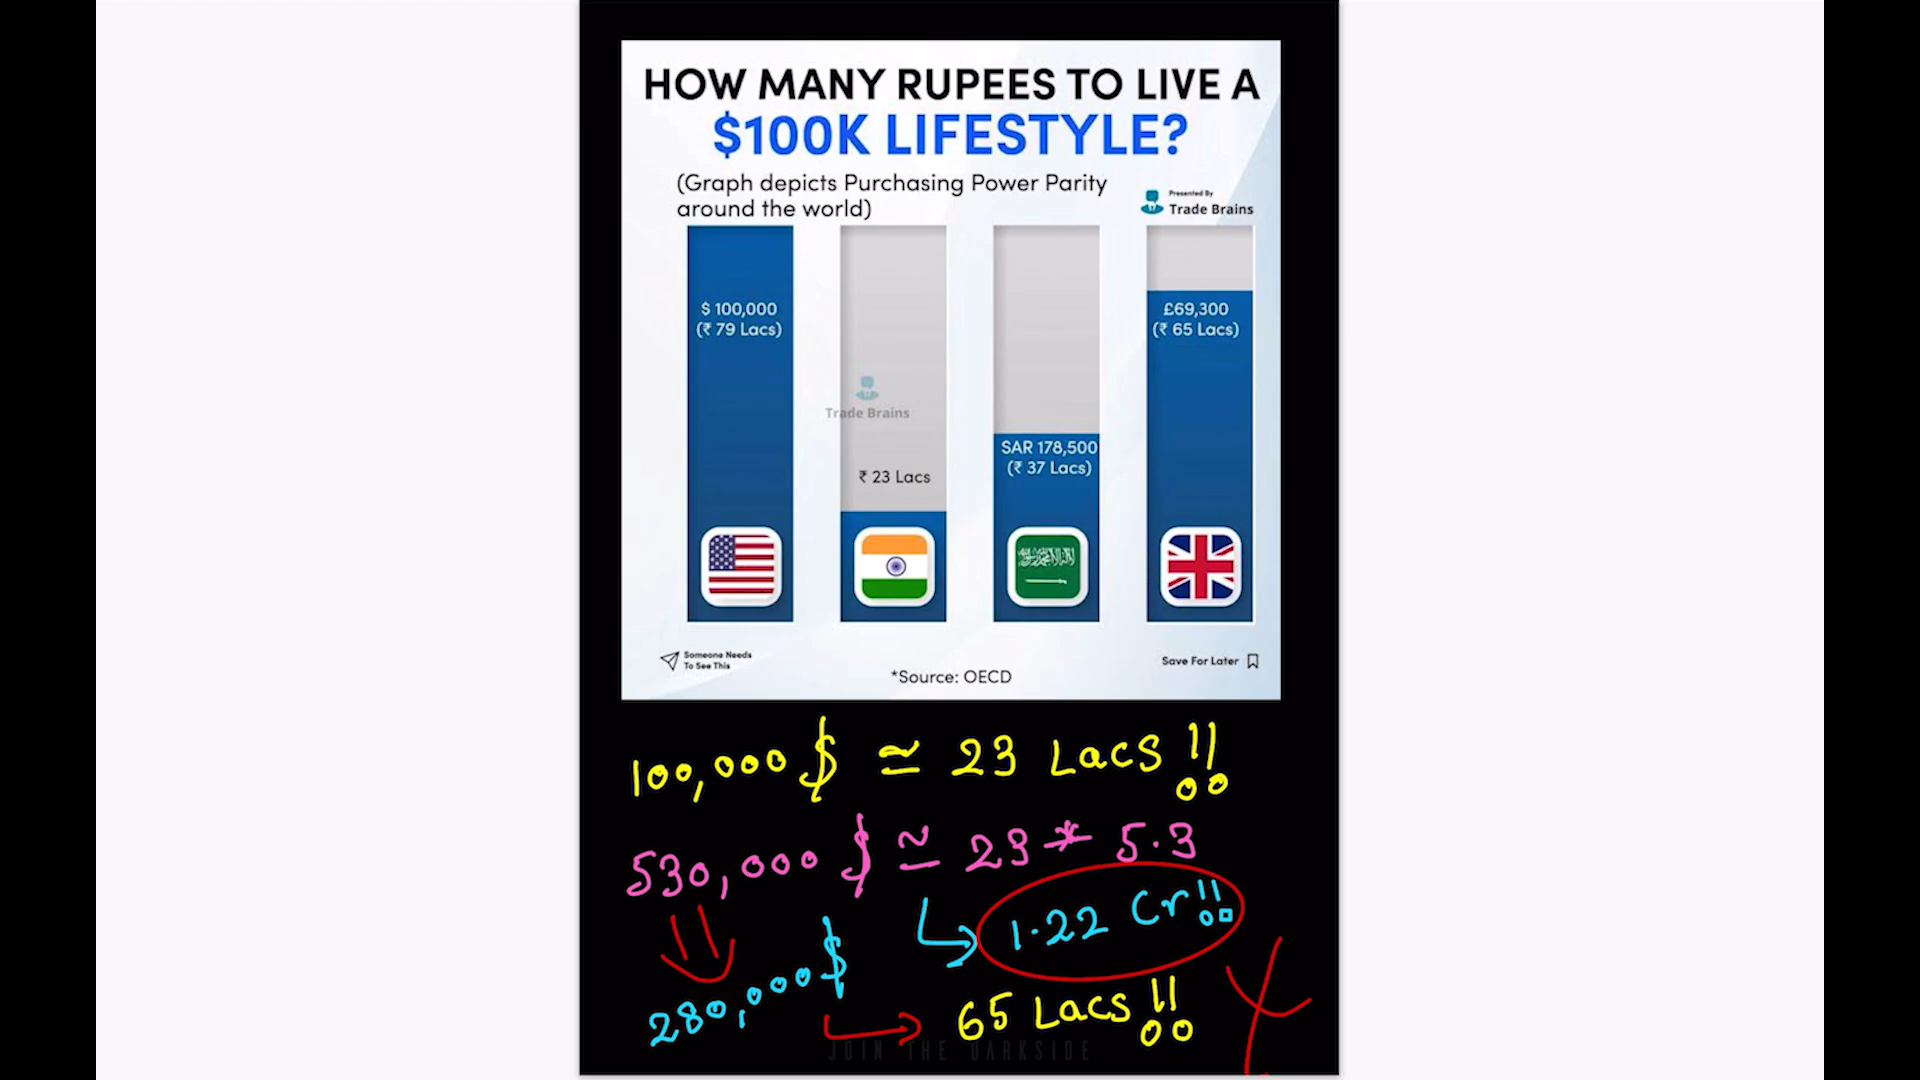 HOW MANY RUPEES TO LIVE A
$100K LIFESTYLE?
(Graph depicts Purchasing Power Parity
around the world)
Presented By
Trade Brains
$ 100,000
(₹ 79 Lacs)
Trade Brains
₹ 23 Lacs
SAR 178,500
(₹ 37 Lacs)
£69,300
(₹ 65 Lacs)
Someone Needs
To See This
*Source: OECD
Save For Later
100,000 $ ≃ 23 Lacs !!
530,000 $ ≃ 23 * 5.3
1.22 Cr !!
280,000 $
65 Lacs !!
JOIN THE DARKSIDE